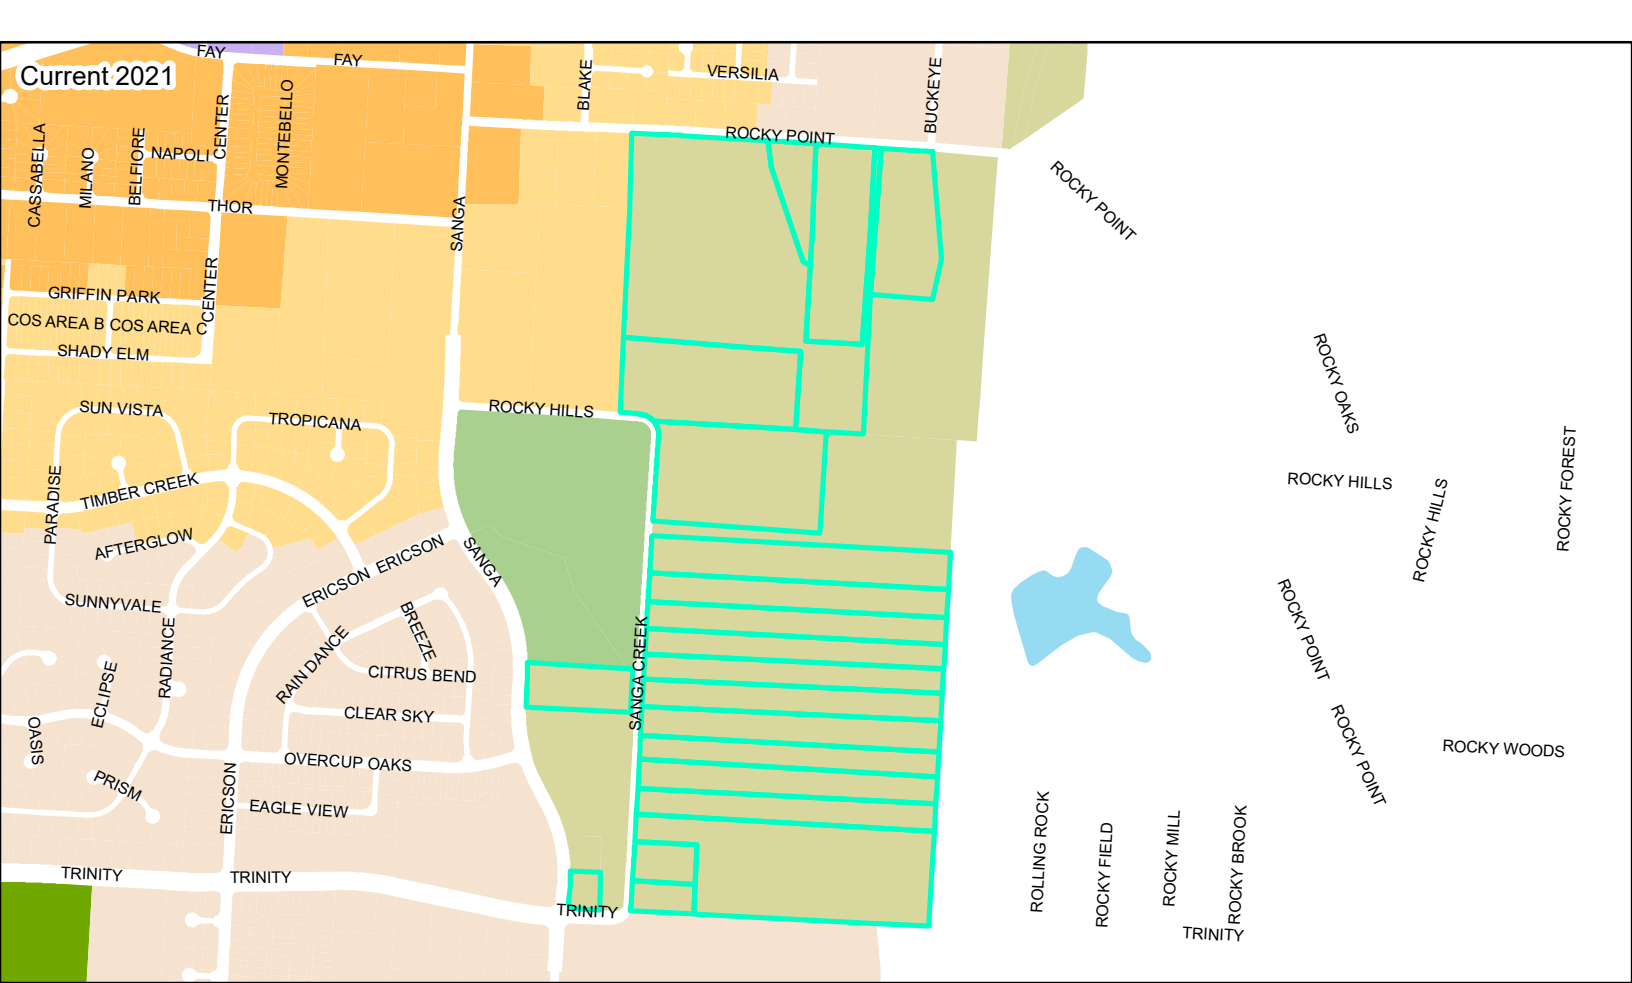 FAY
FAY
Current 2021
VERSILIA
BLAKE
BUCKEYE
MONTEBELLO
CENTER
ROCKY POINT
CASSABELLA
MILANO
BELFIORE
NAPOLI
ROCKY POINT
THOR
SANGA
CENTER
GRIFFIN PARK
COS AREA B
COS AREA C
SHADY ELM
ROCKY OAKS
SUN VISTA
TROPICANA
ROCKY HILLS
ROCKY HILLS
ROCKY HILLS
ROCKY FOREST
PARADISE
TIMBER CREEK
AFTERGLOW
ERICSON
ERICSON
SANGA
SUNNYVALE
BREEZE
ROCKY POINT
RADIANCE
RAIN DANCE
CITRUS BEND
SANGA CREEK
ECLIPSE
CLEAR SKY
OASIS
ROCKY POINT
ROCKY WOODS
OVERCUP OAKS
PRISM
ERICSON
EAGLE VIEW
ROLLING ROCK
ROCKY FIELD
ROCKY MILL
ROCKY BROOK
TRINITY
TRINITY
TRINITY
TRINITY